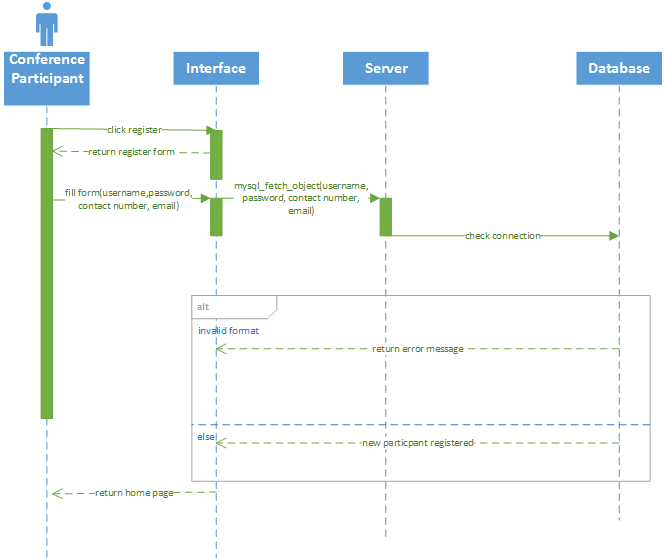 Conference
Participant
Interface
Server
Database
click register
return register form
fill form(username,password,
contact number, email)
mysql_fetch_object(username,
password, contact number,
email)
check connection
alt
invalid format
return error message
else
new particpant registered
return home page